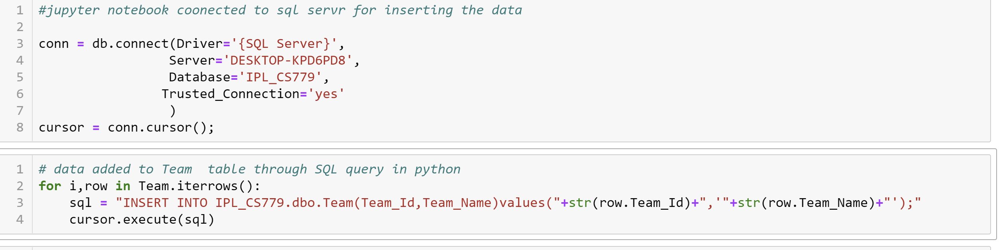 1 #jupyter notebook coonected to sql servr for inserting the data
2
3 conn = db.connect(Driver='{SQL Server}',
4                  Server='DESKTOP-KPD6PD8',
5                  Database='IPL_CS779',
6                 Trusted_Connection='yes'
7                  )
8 cursor = conn.cursor();
1 # data added to Team  table through SQL query in python
2 for i,row in Team.iterrows():
3     sql = "INSERT INTO IPL_CS779.dbo.Team(Team_Id,Team_Name)values("+str(row.Team_Id)+",'"+str(row.Team_Name)+"');"
4     cursor.execute(sql)